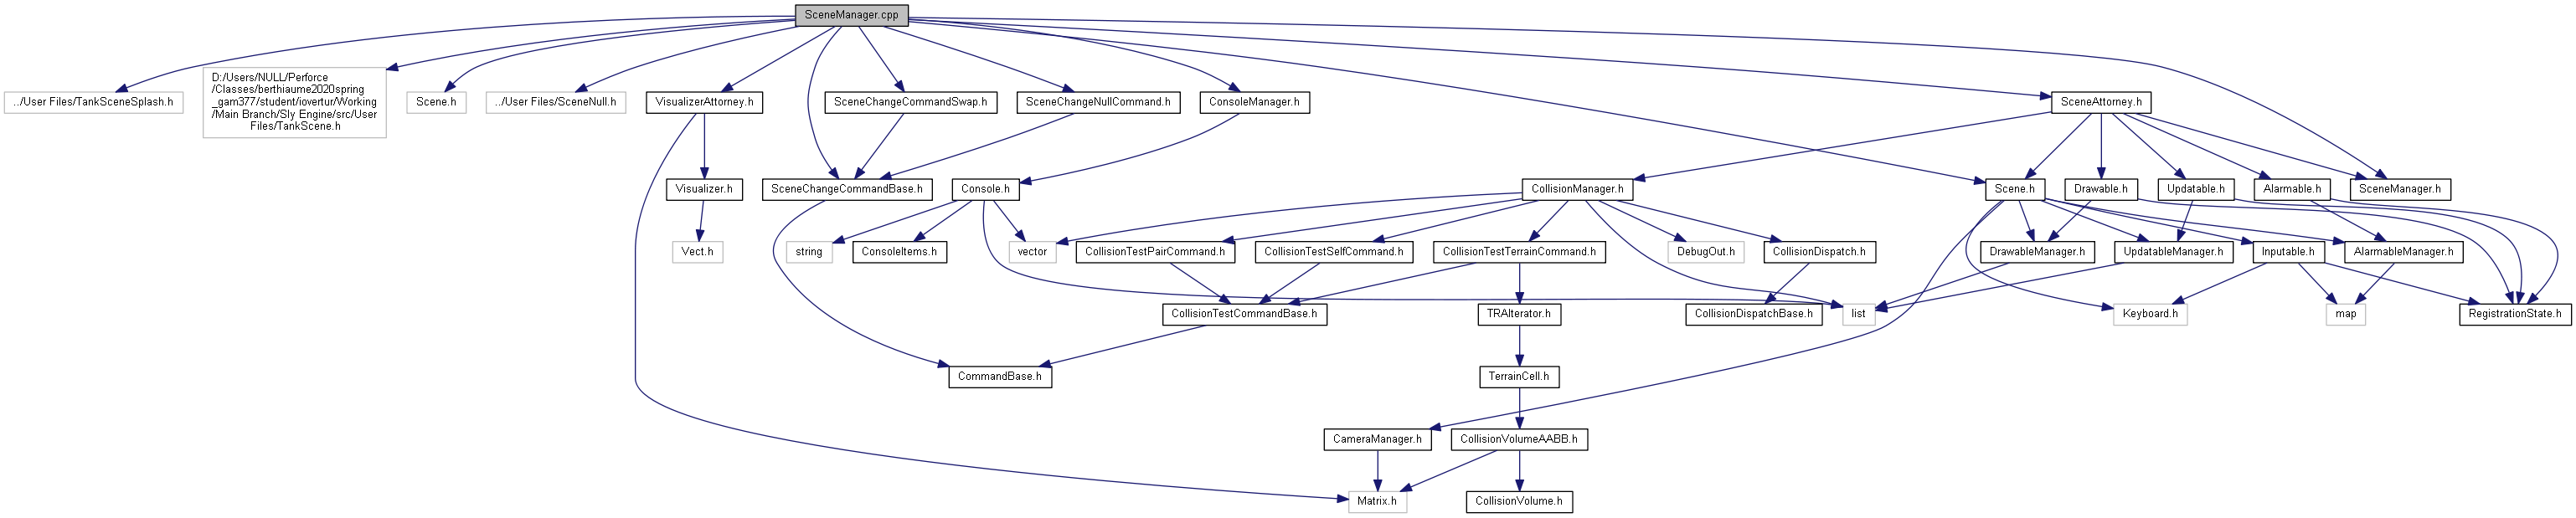 SceneManager.cpp
../User Files/TankSceneSplash.h
D:/Users/NULL/Perforce
/Classes/berthiaume2020spring
_gam377/student/iovertur/Working
/Main Branch/Sly Engine/src/User
Files/TankScene.h
Scene.h
../User Files/SceneNull.h
VisualizerAttorney.h
SceneChangeCommandSwap.h
SceneChangeNullCommand.h
ConsoleManager.h
SceneAttorney.h
Visualizer.h
SceneChangeCommandBase.h
Console.h
CollisionManager.h
Scene.h
Drawable.h
Updatable.h
Alarmable.h
SceneManager.h
Vect.h
string
ConsoleItems.h
vector
CollisionTestPairCommand.h
CollisionTestSelfCommand.h
CollisionTestTerrainCommand.h
DebugOut.h
CollisionDispatch.h
DrawableManager.h
UpdatableManager.h
Inputable.h
AlarmableManager.h
CollisionTestCommandBase.h
TRAIterator.h
CollisionDispatchBase.h
list
Keyboard.h
map
RegistrationState.h
CommandBase.h
TerrainCell.h
CameraManager.h
CollisionVolumeAABB.h
Matrix.h
CollisionVolume.h